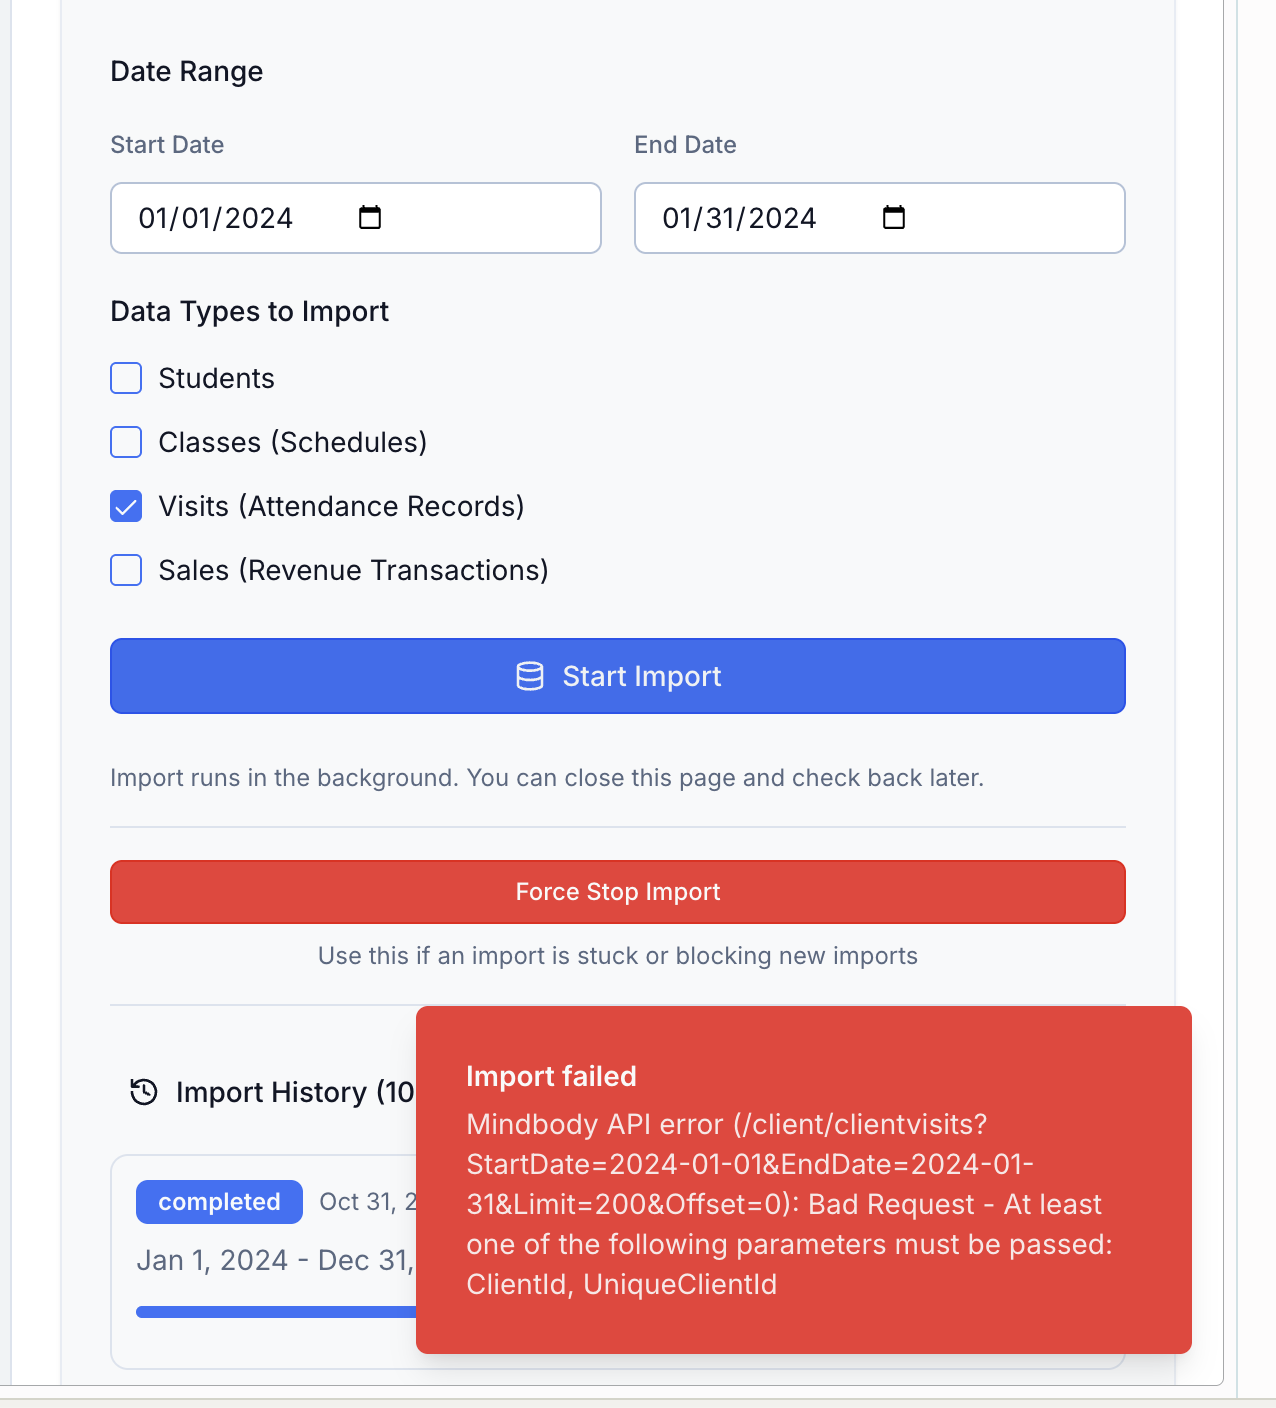 Date Range
Start Date
End Date
01/01/2024
01/31/2024
Data Types to Import
Students
Classes (Schedules)
Visits (Attendance Records)
Sales (Revenue Transactions)
Start Import
Import runs in the background. You can close this page and check back later.
Force Stop Import
Use this if an import is stuck or blocking new imports
Import History (10
completed
Oct 31, 2
Jan 1, 2024 - Dec 31,
Import failed
Mindbody API error (/client/clientvisits?
StartDate=2024-01-01&EndDate=2024-01-
31&Limit=200&Offset=0): Bad Request - At least
one of the following parameters must be passed:
ClientId, UniqueClientId